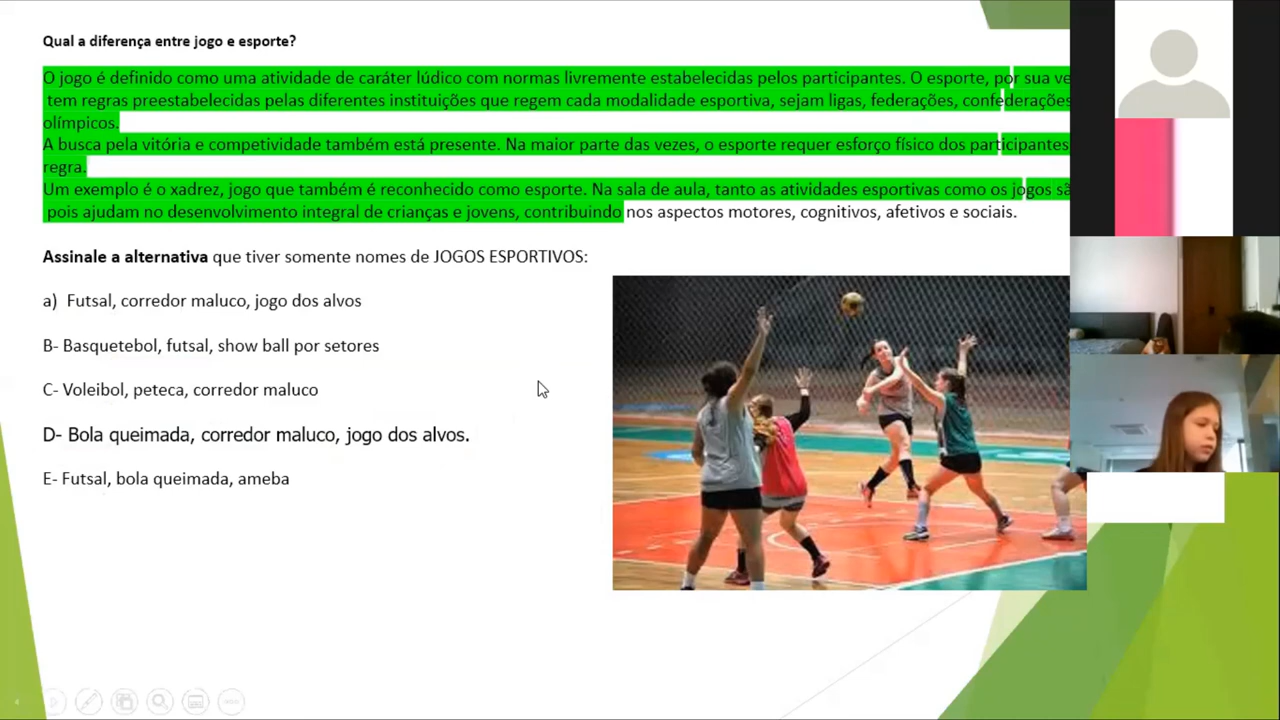 Qual a diferença entre jogo e esporte?
O jogo é definido como uma atividade de caráter lúdico com normas livremente estabelecidas pelos participantes. O esporte, por sua
tem regras preestabelecidas pelas diferentes instituições que regem cada modalidade esportiva, sejam ligas, federações, confederações
olímpicos.
A busca pela vitória e competividade também está presente. Na maior parte das vezes, o esporte requer esforço físico dos participantes
regra.
Um exemplo é o xadrez, jogo que também é reconhecido como esporte. Na sala de aula, tanto as atividades esportivas como os jogos
pois ajudam no desenvolvimento integral de crianças e jovens, contribuindo nos aspectos motores, cognitivos, afetivos e sociais.
Assinale a alternativa que tiver somente nomes de JOGOS ESPORTIVOS:
a) Futsal, corredor maluco, jogo dos alvos
B- Basquetebol, futsal, show ball por setores
C- Voleibol, peteca, corredor maluco
D- Bola queimada, corredor maluco, jogo dos alvos.
E- Futsal, bola queimada, ameba